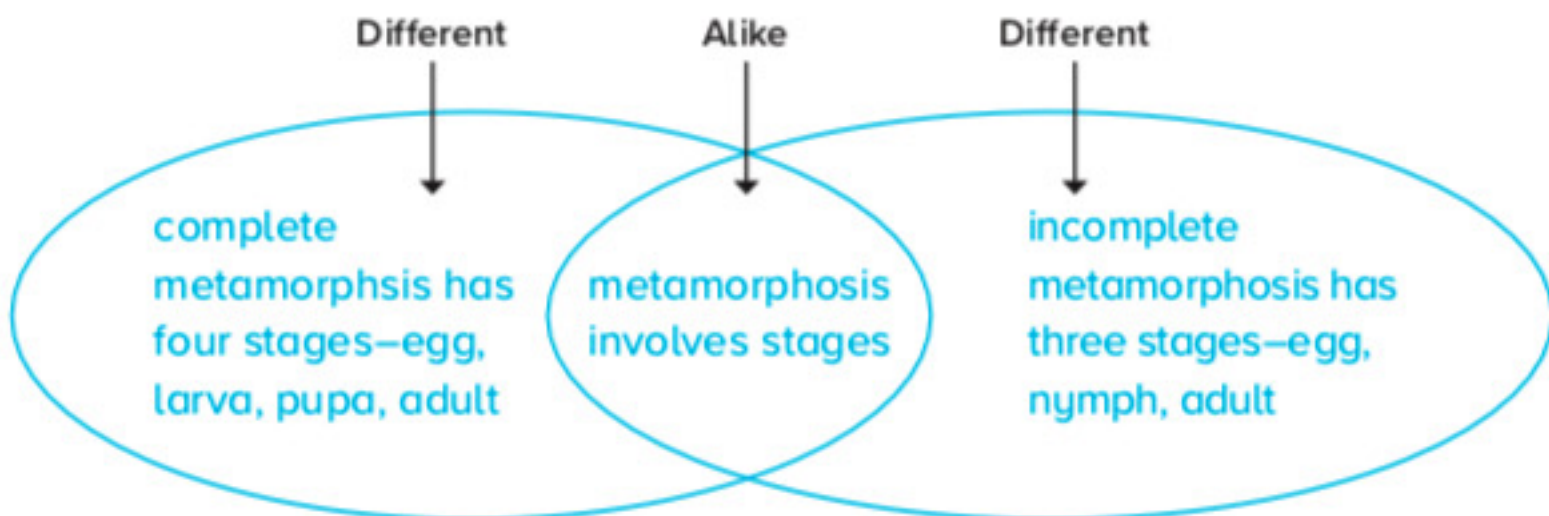 Different
Alike
Different
complete
metamorphsis has
four stages–egg,
larva, pupa, adult
metamorphosis
involves stages
incomplete
metamorphosis has
three stages–egg,
nymph, adult